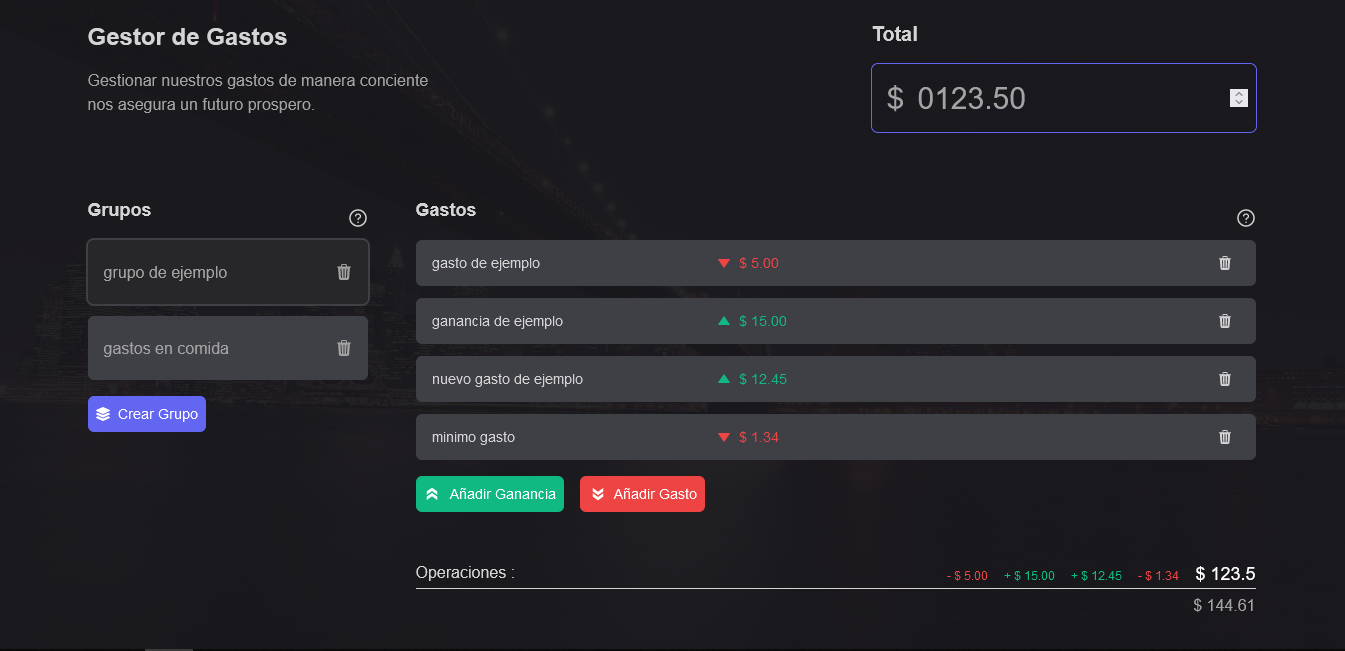 Gestor de Gastos
Gestionar nuestros gastos de manera conciente
nos asegura un futuro prospero.
Total
$ 0123.50
Grupos
grupo de ejemplo
gastos en comida
Crear Grupo
Gastos
gasto de ejemplo $ 5.00
ganancia de ejemplo $ 15.00
nuevo gasto de ejemplo $ 12.45
minimo gasto $ 1.34
Añadir Ganancia Añadir Gasto
Operaciones : - $ 5.00 + $ 15.00 + $ 12.45 - $ 1.34 $ 123.5
$ 144.61